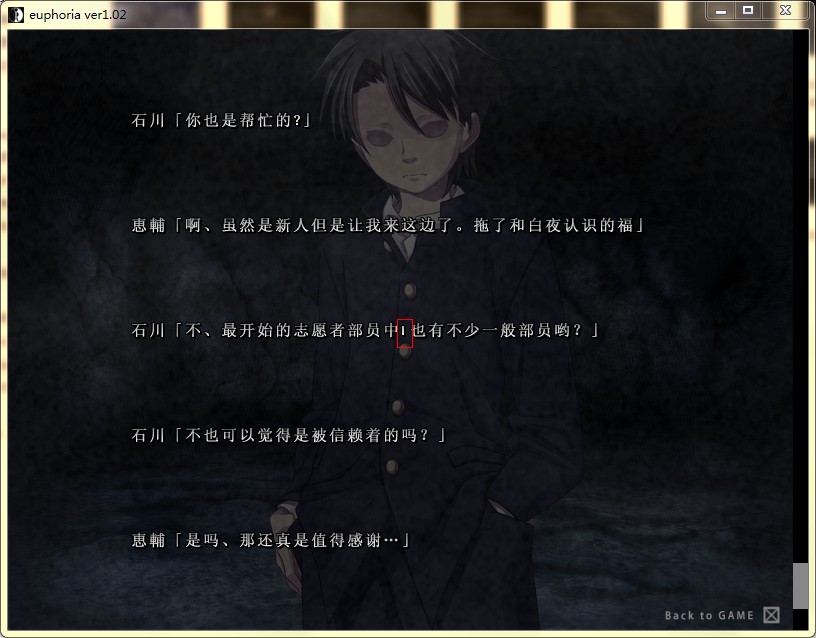 euphoria ver1.02
石川「你也是帮忙的?」
惠輔「啊、虽然是新人但是让我来这边了。拖了和白夜认识的福」
石川「不、最开始的志愿者部员中，也有不少一般部员哟？」
石川「不也可以觉得是被信赖着的吗？」
惠輔「是吗、那还真是值得感谢…」
Back to GAME